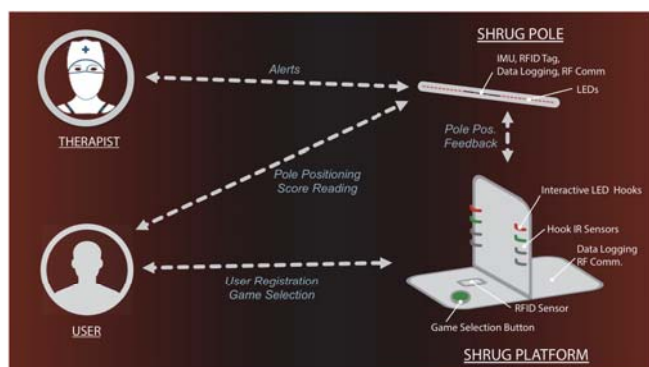 SHRUG POLE
IMU, RFID Tag,
Data Logging, RF Comm
LEDs
Alerts
THERAPIST
Pole Pos.
Feedback
Pole Positioning
Score Reading
Interactive LED Hooks
Hook IR Sensors
Data Logging
RF Comm.
User Registration
Game Selection
RFID Sensor
USER
Game Selection Button
SHRUG PLATFORM